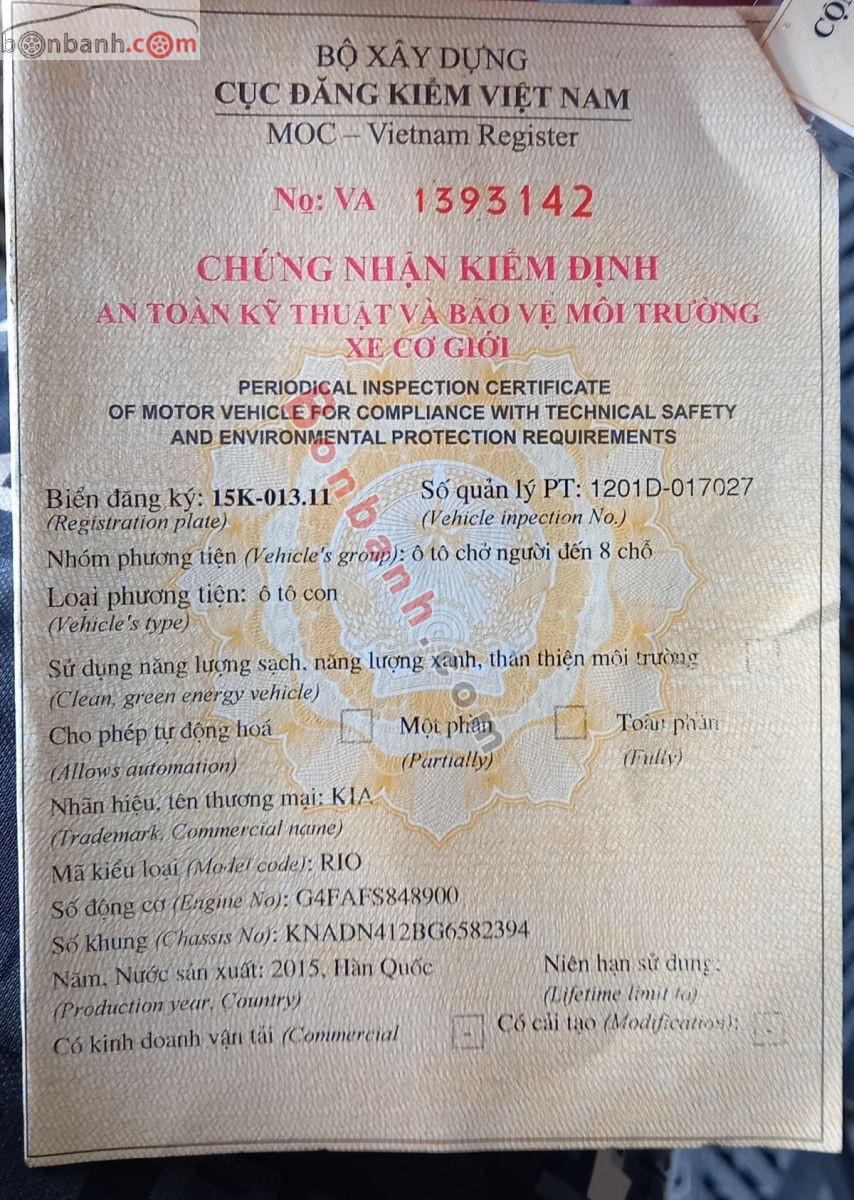 bonbanh.com
CỘN
BỘ XÂY DỰNG
CỤC ĐĂNG KIỂM VIỆT NAM
MOC – Vietnam Register
No: VA 1393142
CHỨNG NHẬN KIỂM ĐỊNH
AN TOÀN KỸ THUẬT VÀ BẢO VỆ MÔI TRƯỜNG
XE CƠ GIỚI
PERIODICAL INSPECTION CERTIFICATE
OF MOTOR VEHICLE FOR COMPLIANCE WITH TECHNICAL SAFETY
AND ENVIRONMENTAL PROTECTION REQUIREMENTS
Biển đăng ký: 15K-013.11 Số quản lý PT: 1201D-017027
(Registration plate) (Vehicle inpection No.)
Nhóm phương tiện (Vehicle's group): ô tô chở người đến 8 chỗ
Loại phương tiện: ô tô con
(Vehicle's type)
Sử dụng năng lượng sạch, năng lượng xanh, thân thiện môi trường
(Clean, green energy vehicle)
Cho phép tự động hoá Một phần Toàn phần
(Allows automation) (Partially) (Fully)
Nhãn hiệu, tên thương mại: KIA
(Trademark, Commercial name)
Mã kiểu loại (Model code): RIO
Số động cơ (Engine No): G4FAFS848900
Số khung (Chassis No): KNADN412BG6582394
Năm, Nước sản xuất: 2015, Hàn Quốc Niên hạn sử dụng:
(Production year, Country) (Lifetime limit to)
Có kinh doanh vận tải (Commercial - Có cải tạo (Modification): -
Bonbanh.com